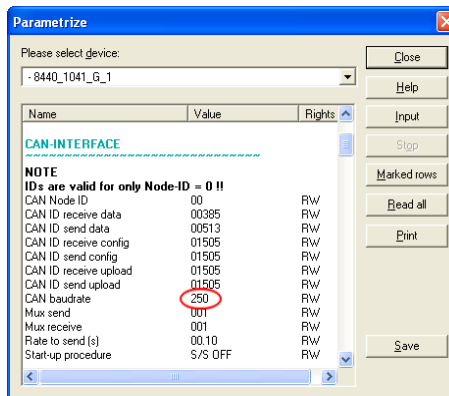 Parametrize
Please select device:
- 8440_1041_G_1
Name Value Rights
CAN-INTERFACE
~~~~~~~~~~~~~~~~~~~~~~~~~~~~~~
NOTE
IDs are valid for only Node-ID = 0 !!
CAN Node ID 00 RW
CAN ID receive data 00385 RW
CAN ID send data 00513 RW
CAN ID receive config 01505 RW
CAN ID send config 01505 RW
CAN ID receive upload 01505 RW
CAN ID send upload 01505 RW
CAN baudrate 250 RW
Mux send 001 RW
Mux receive 001 RW
Rate to send (s) 00.10 RW
Start-up procedure S/S OFF RW
Close
Help
Input
Stop
Marked rows
Read all
Print
Save